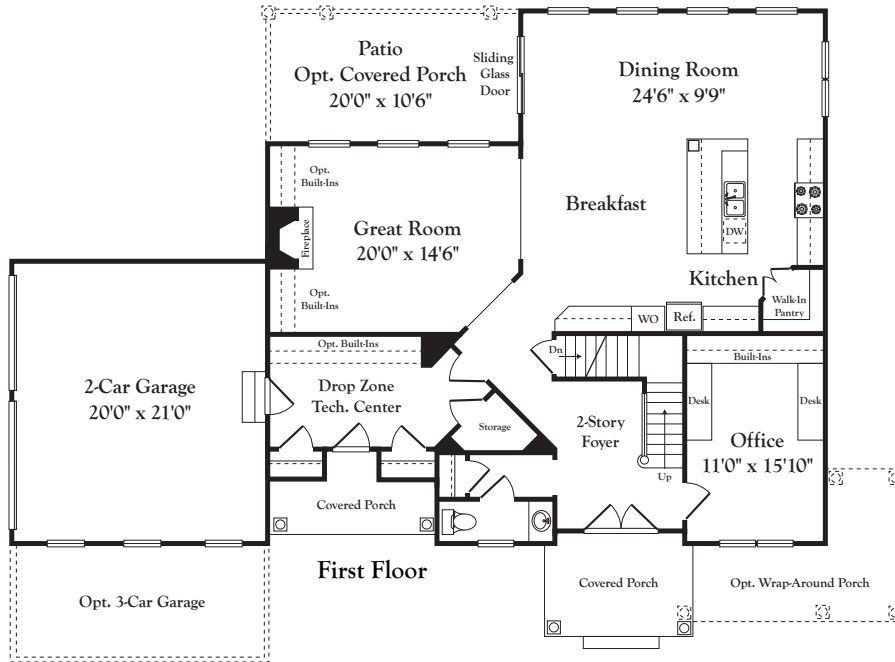 Patio
Opt. Covered Porch
20'0" x 10'6"
Sliding
Glass
Door
Dining Room
24'6" x 9'9"
Opt.
Built-Ins
Breakfast
Great Room
20'0" x 14'6"
Fireplace
DW
Kitchen
Walk-In
Pantry
Opt.
Built-Ins
WO
Ref.
Opt. Built-Ins
Dn
Built-Ins
2-Car Garage
20'0" x 21'0"
Drop Zone
Tech. Center
Storage
2-Story
Foyer
Desk
Desk
Office
11'0" x 15'10"
Up
Covered Porch
First Floor
Covered Porch
Opt. Wrap-Around Porch
Opt. 3-Car Garage